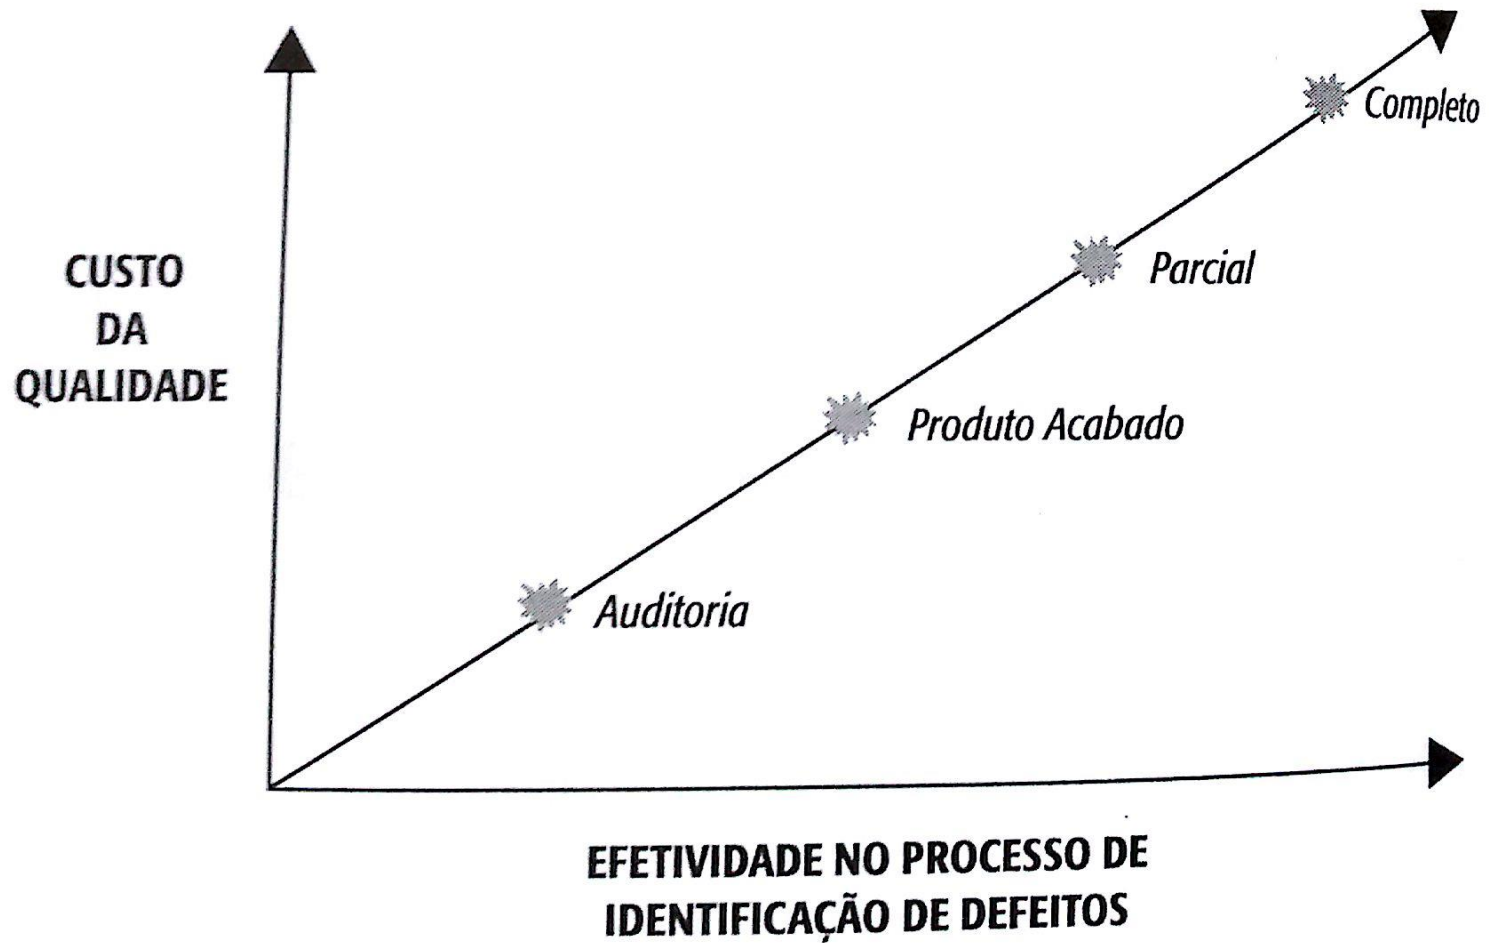 Completo
CUSTO
DA
QUALIDADE
Parcial
Produto Acabado
Auditoria
EFETIVIDADE NO PROCESSO DE
IDENTIFICAÇÃO DE DEFEITOS